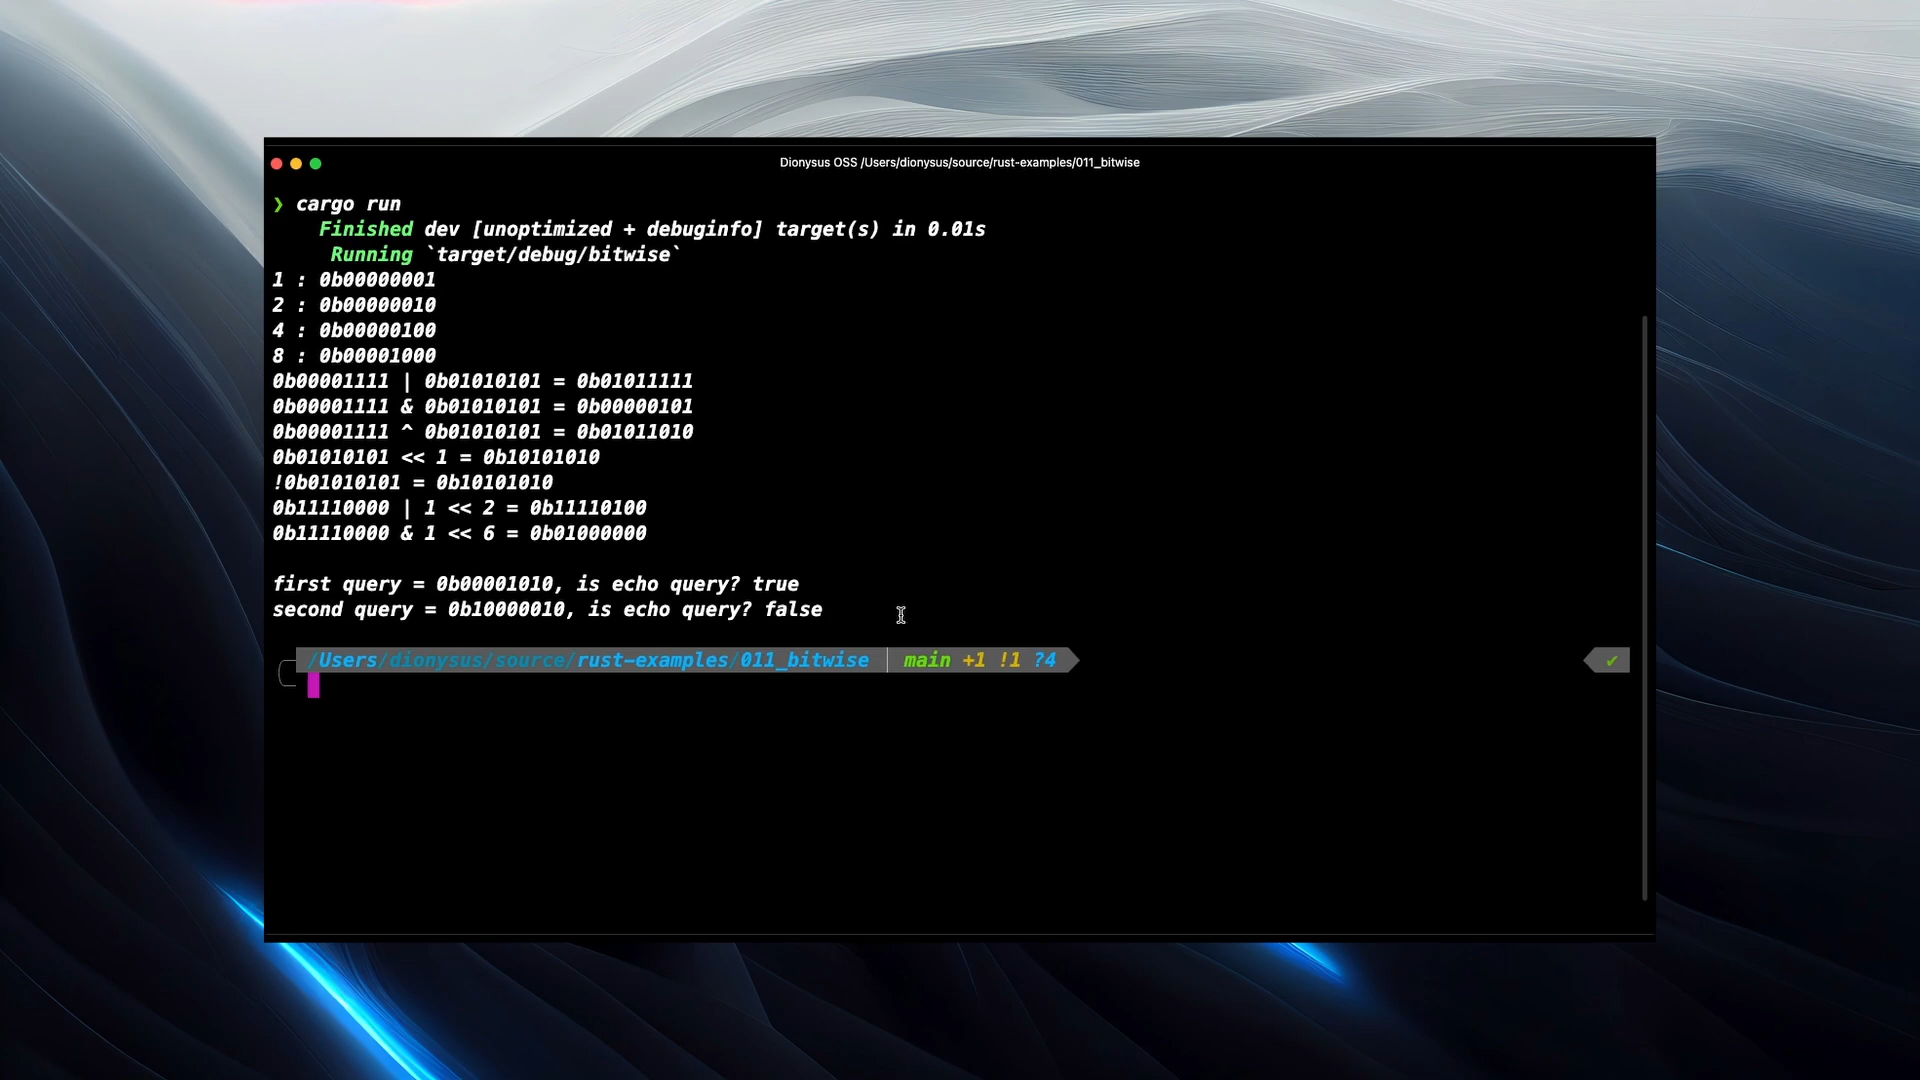 Dionysus OSS /Users/dionysus/source/rust-examples/011_bitwise
❯ cargo run
    Finished dev [unoptimized + debuginfo] target(s) in 0.01s
     Running `target/debug/bitwise`
1 : 0b00000001
2 : 0b00000010
4 : 0b00000100
8 : 0b00001000
0b00001111 | 0b01010101 = 0b01011111
0b00001111 & 0b01010101 = 0b00000101
0b00001111 ^ 0b01010101 = 0b01011010
0b01010101 << 1 = 0b10101010
!0b01010101 = 0b10101010
0b11110000 | 1 << 2 = 0b11110100
0b11110000 & 1 << 6 = 0b01000000
first query = 0b00001010, is echo query? true
second query = 0b10000010, is echo query? false
/Users/dionysus/source/rust-examples/011_bitwise main +1 !1 ?4 ✔